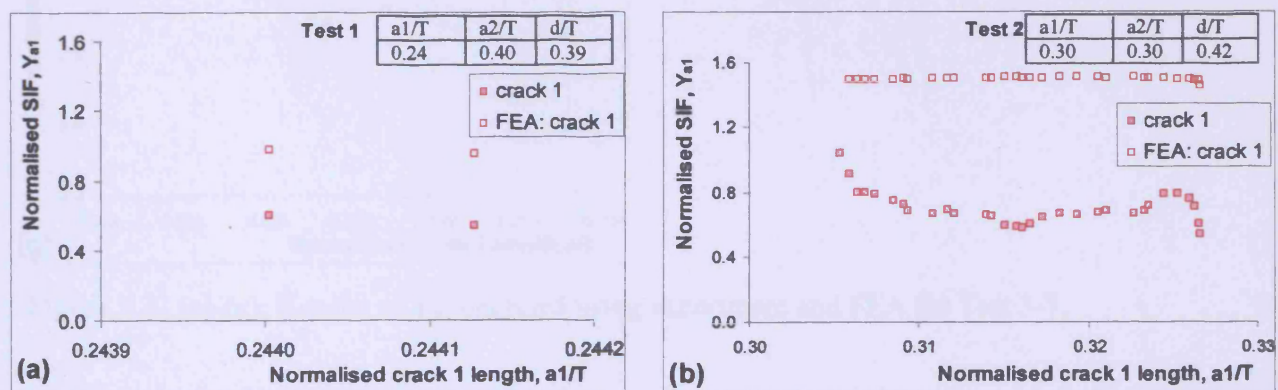 Test 1
a1/T a2/T d/T
0.24 0.40 0.39
1.6
1.2
0.8
0.4
0.0
Normalised SIF, Ya1
crack 1
FEA: crack 1
0.2439 0.2440 0.2441 0.2442
(a) Normalised crack 1 length, a1/T
Test 2
a1/T a2/T d/T
0.30 0.30 0.42
1.6
1.2
0.8
0.4
0.0
Normalised SIF, Ya1
crack 1
FEA: crack 1
0.30 0.31 0.32 0.33
(b) Normalised crack 1 length, a1/T